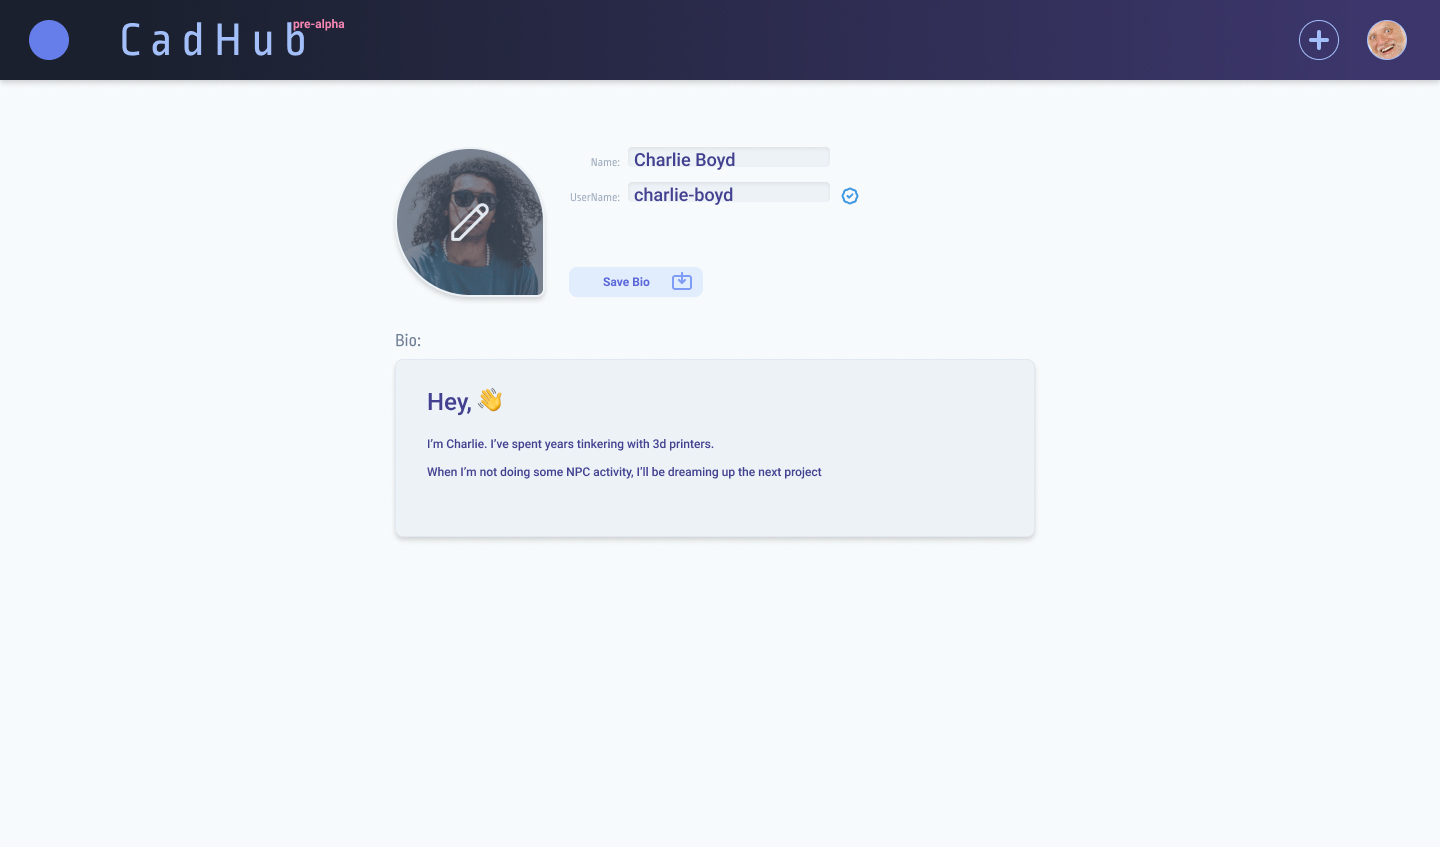 CadHub
pre-alpha
Name: Charlie Boyd
UserName: charlie-boyd
Save Bio
Bio:
Hey, 👋
I'm Charlie. I've spent years tinkering with 3d printers.
When I'm not doing some NPC activity, I'll be dreaming up the next project